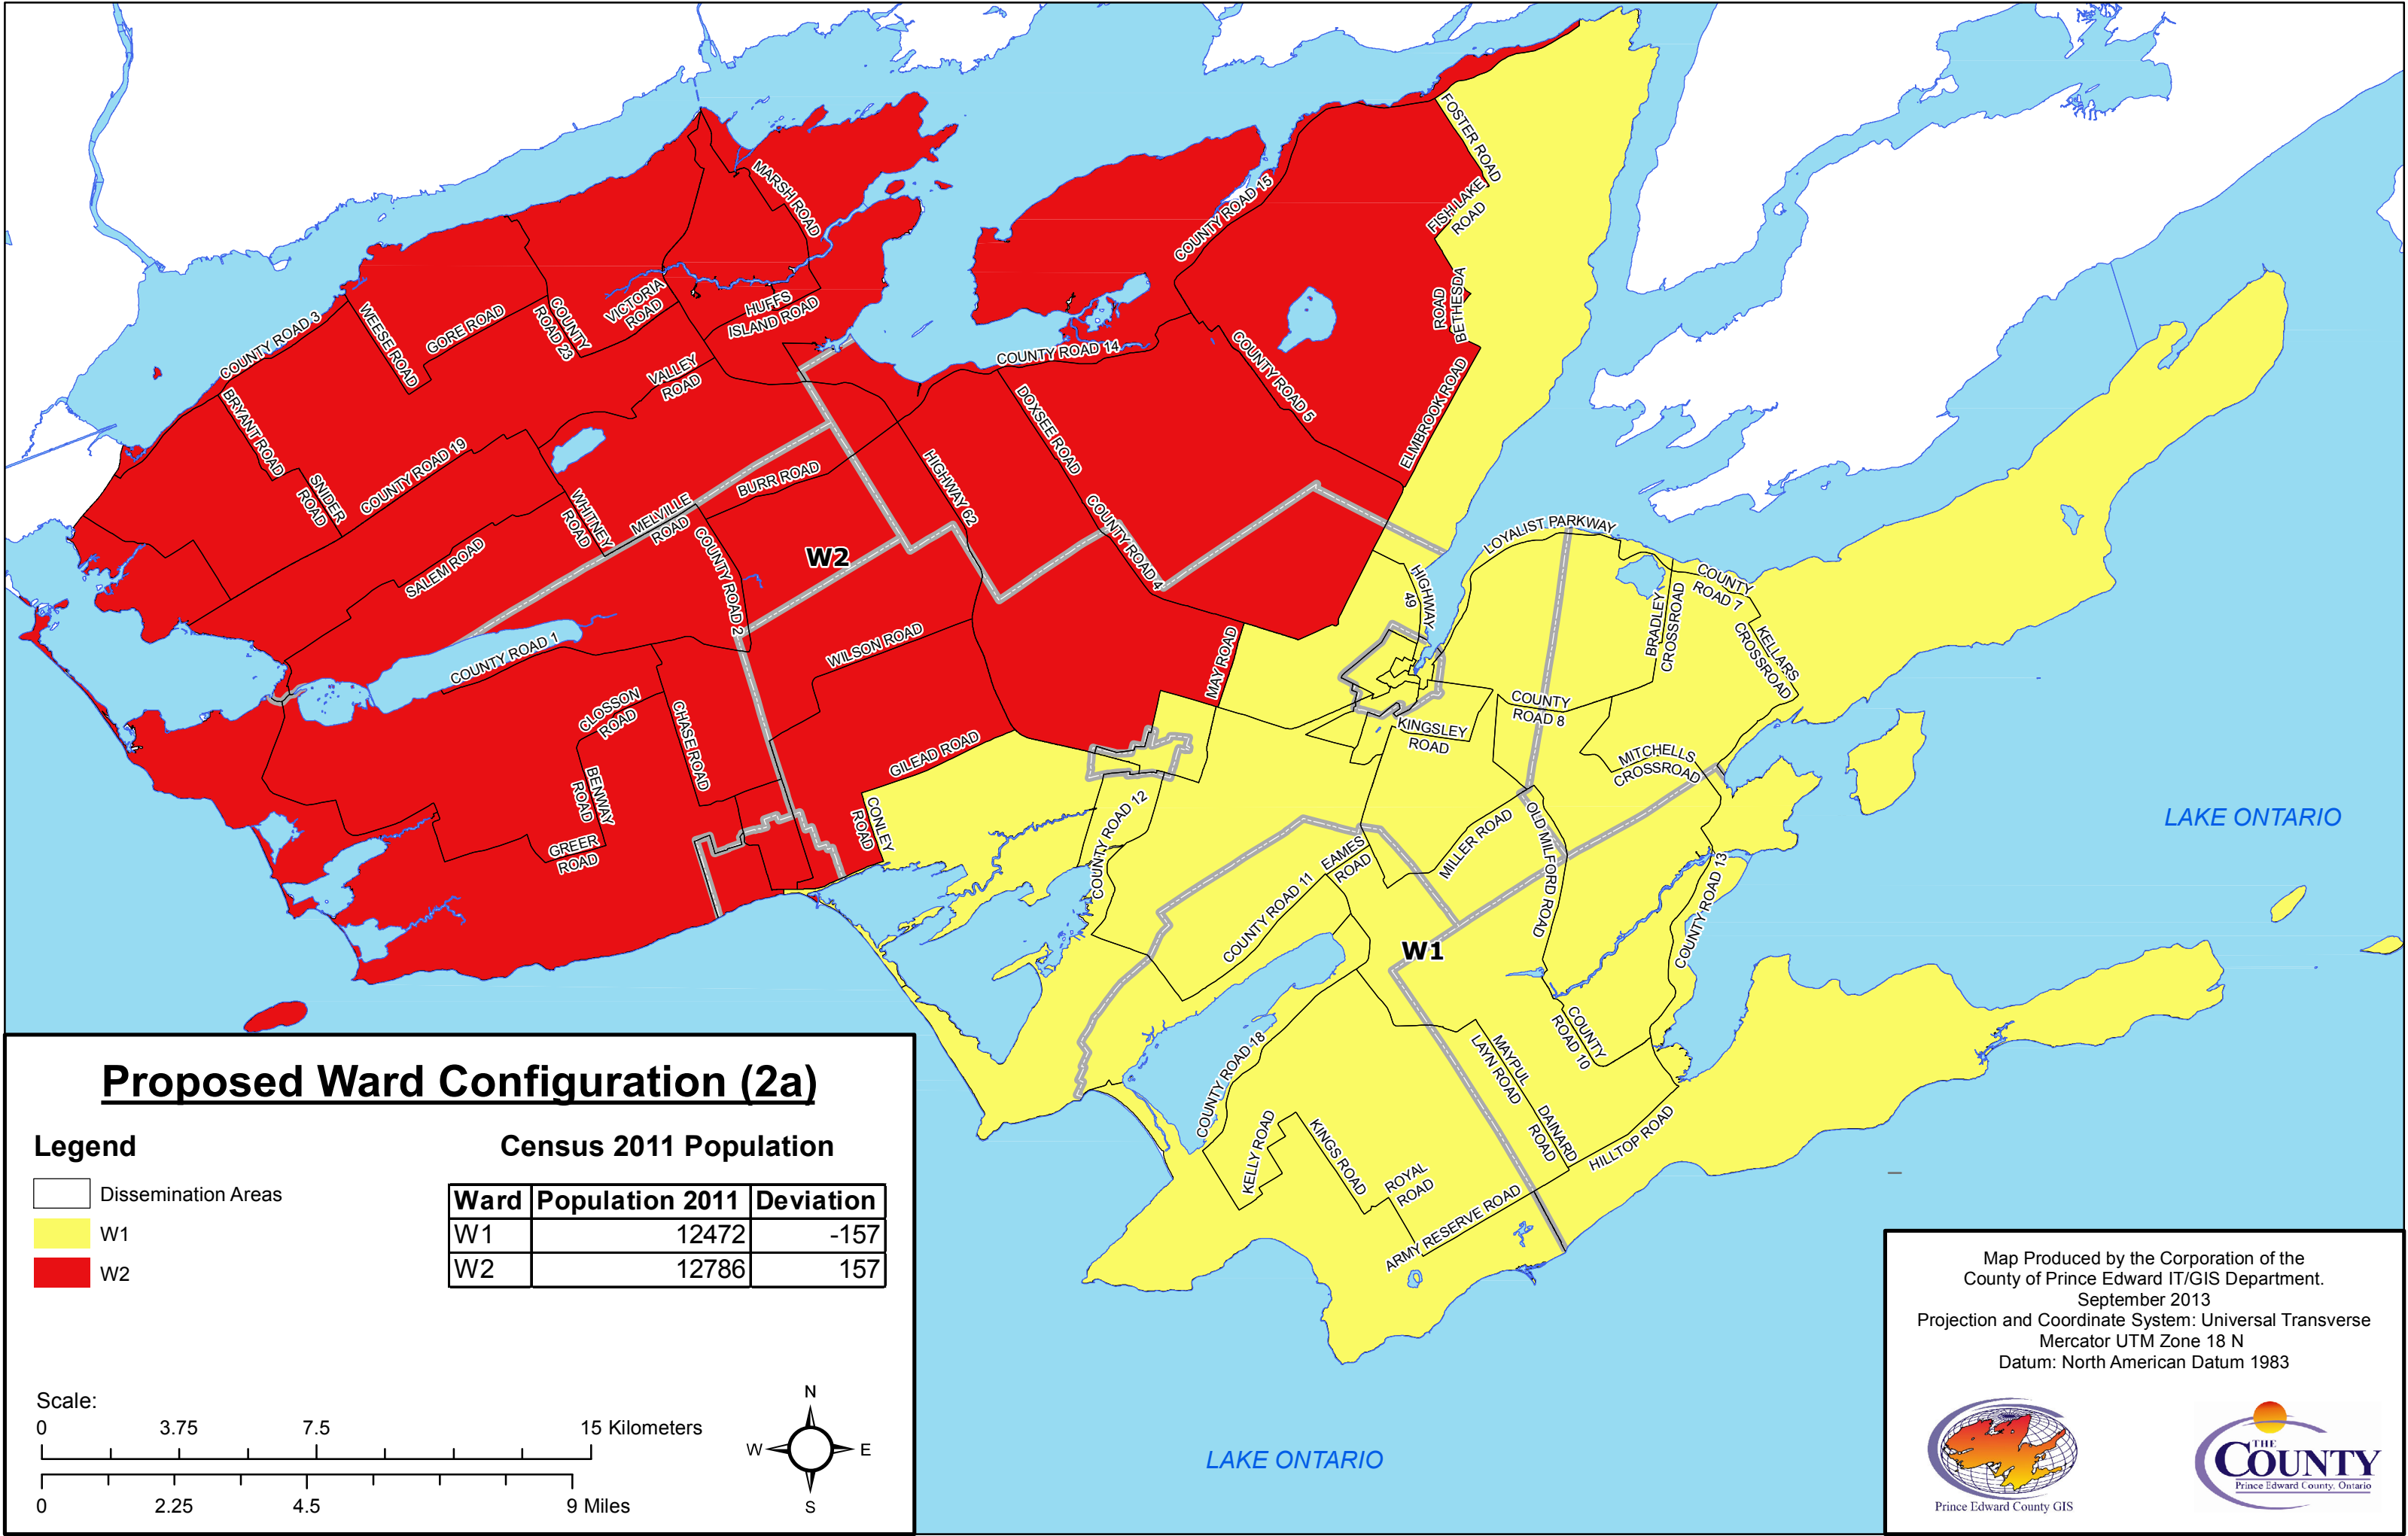 FOSTER ROAD
MARSH ROAD
COUNTY ROAD 15
FISH LAKE
ROAD
BETHESDA
ROAD
COUNTY ROAD 3
WEESE ROAD
GORE ROAD
COUNTY
ROAD 23
VICTORIA
ROAD
HUFFS
ISLAND ROAD
VALLEY
ROAD
COUNTY ROAD 14
COUNTY ROAD 5
ELMBROOK ROAD
BRYANT ROAD
SNIDER
ROAD
COUNTY ROAD 19
DOXSEE ROAD
HIGHWAY 62
BURR ROAD
WHITNEY
ROAD
MELVILLE
ROAD
COUNTY ROAD 2
COUNTY ROAD 4
SALEM ROAD
W2
LOYALIST PARKWAY
HIGHWAY
49
COUNTY
ROAD 7
BRADLEY
CROSSROAD
KELLARS
CROSSROAD
COUNTY ROAD 1
WILSON ROAD
MAY ROAD
CLOSSON
ROAD
CHASE ROAD
COUNTY
ROAD 8
KINGSLEY
ROAD
GILEAD ROAD
MITCHELLS
CROSSROAD
BENWAY
ROAD
CONLEY
ROAD
COUNTY ROAD 12
GREER
ROAD
MILLER ROAD
OLD MILFORD ROAD
EAMES
ROAD
COUNTY ROAD 11
COUNTY ROAD 13
LAKE ONTARIO
W1
COUNTY
ROAD 10
COUNTY ROAD 18
MAYPUL
LAYN ROAD
KELLY ROAD
KINGS ROAD
ROYAL
ROAD
DAINARD
ROAD
HILLTOP ROAD
ARMY RESERVE ROAD
LAKE ONTARIO
Proposed Ward Configuration (2a)
Legend
Dissemination Areas
W1
W2
Census 2011 Population
Ward Population 2011 Deviation
W1 12472 -157
W2 12786 157
Scale:
0 3.75 7.5 15 Kilometers
0 2.25 4.5 9 Miles
N
W E
S
Map Produced by the Corporation of the
County of Prince Edward IT/GIS Department.
September 2013
Projection and Coordinate System: Universal Transverse
Mercator UTM Zone 18 N
Datum: North American Datum 1983
Prince Edward County GIS
THE
COUNTY
Prince Edward County, Ontario